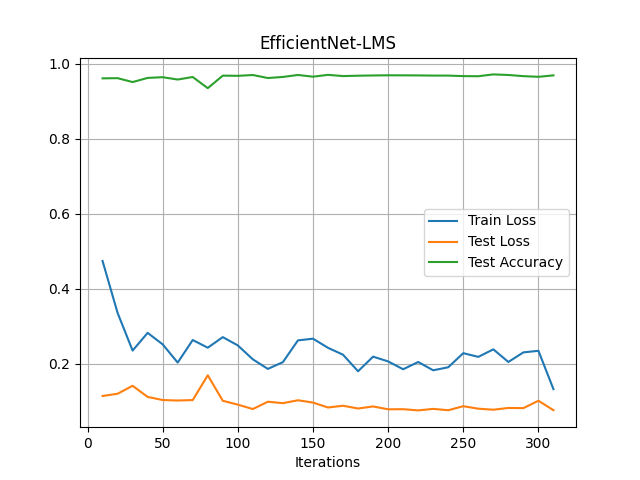 EfficientNet-LMS
1.0
0.8
0.6
0.4
0.2
Train Loss
Test Loss
Test Accuracy
0 50 100 150 200 250 300
Iterations